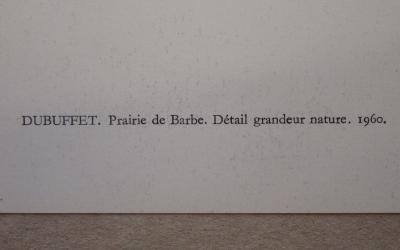 DUBUFFET. Prairie de Barbe. Détail grandeur nature. 1960.